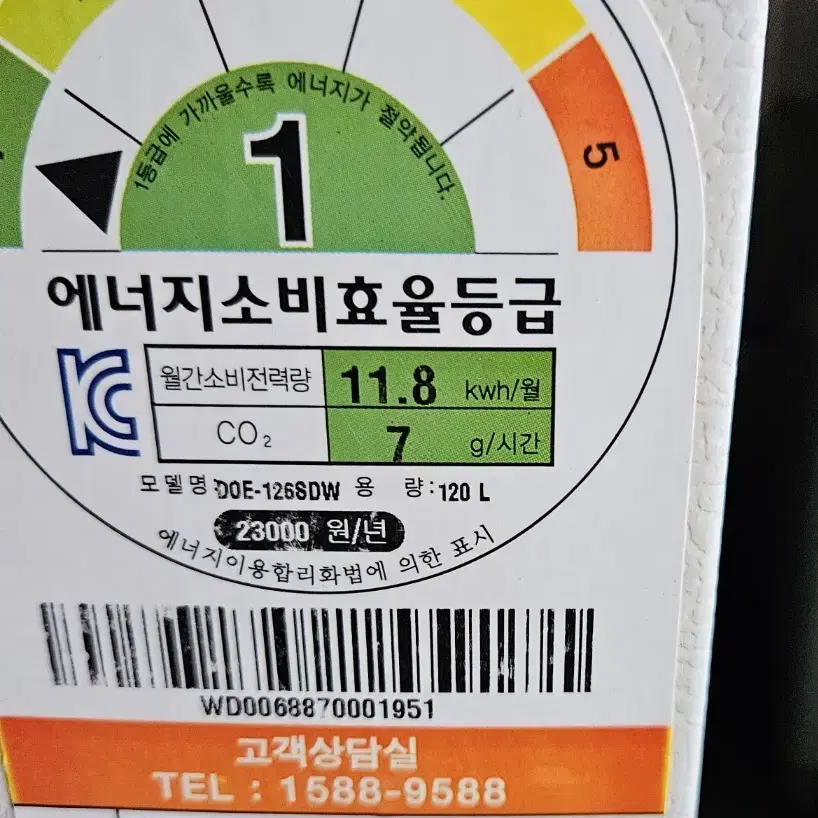 1등급에 가까울수록 에너지가 절약됩니다.
1
5
에너지소비효율등급
월간소비전력량 11.8 kwh/월
CO₂ 7 g/시간
모델명:DOE-126SDW 용 량:120 L
23000 원/년
에너지이용합리화법에 의한 표시
WD0068870001951
고객상담실
TEL : 1588-9588